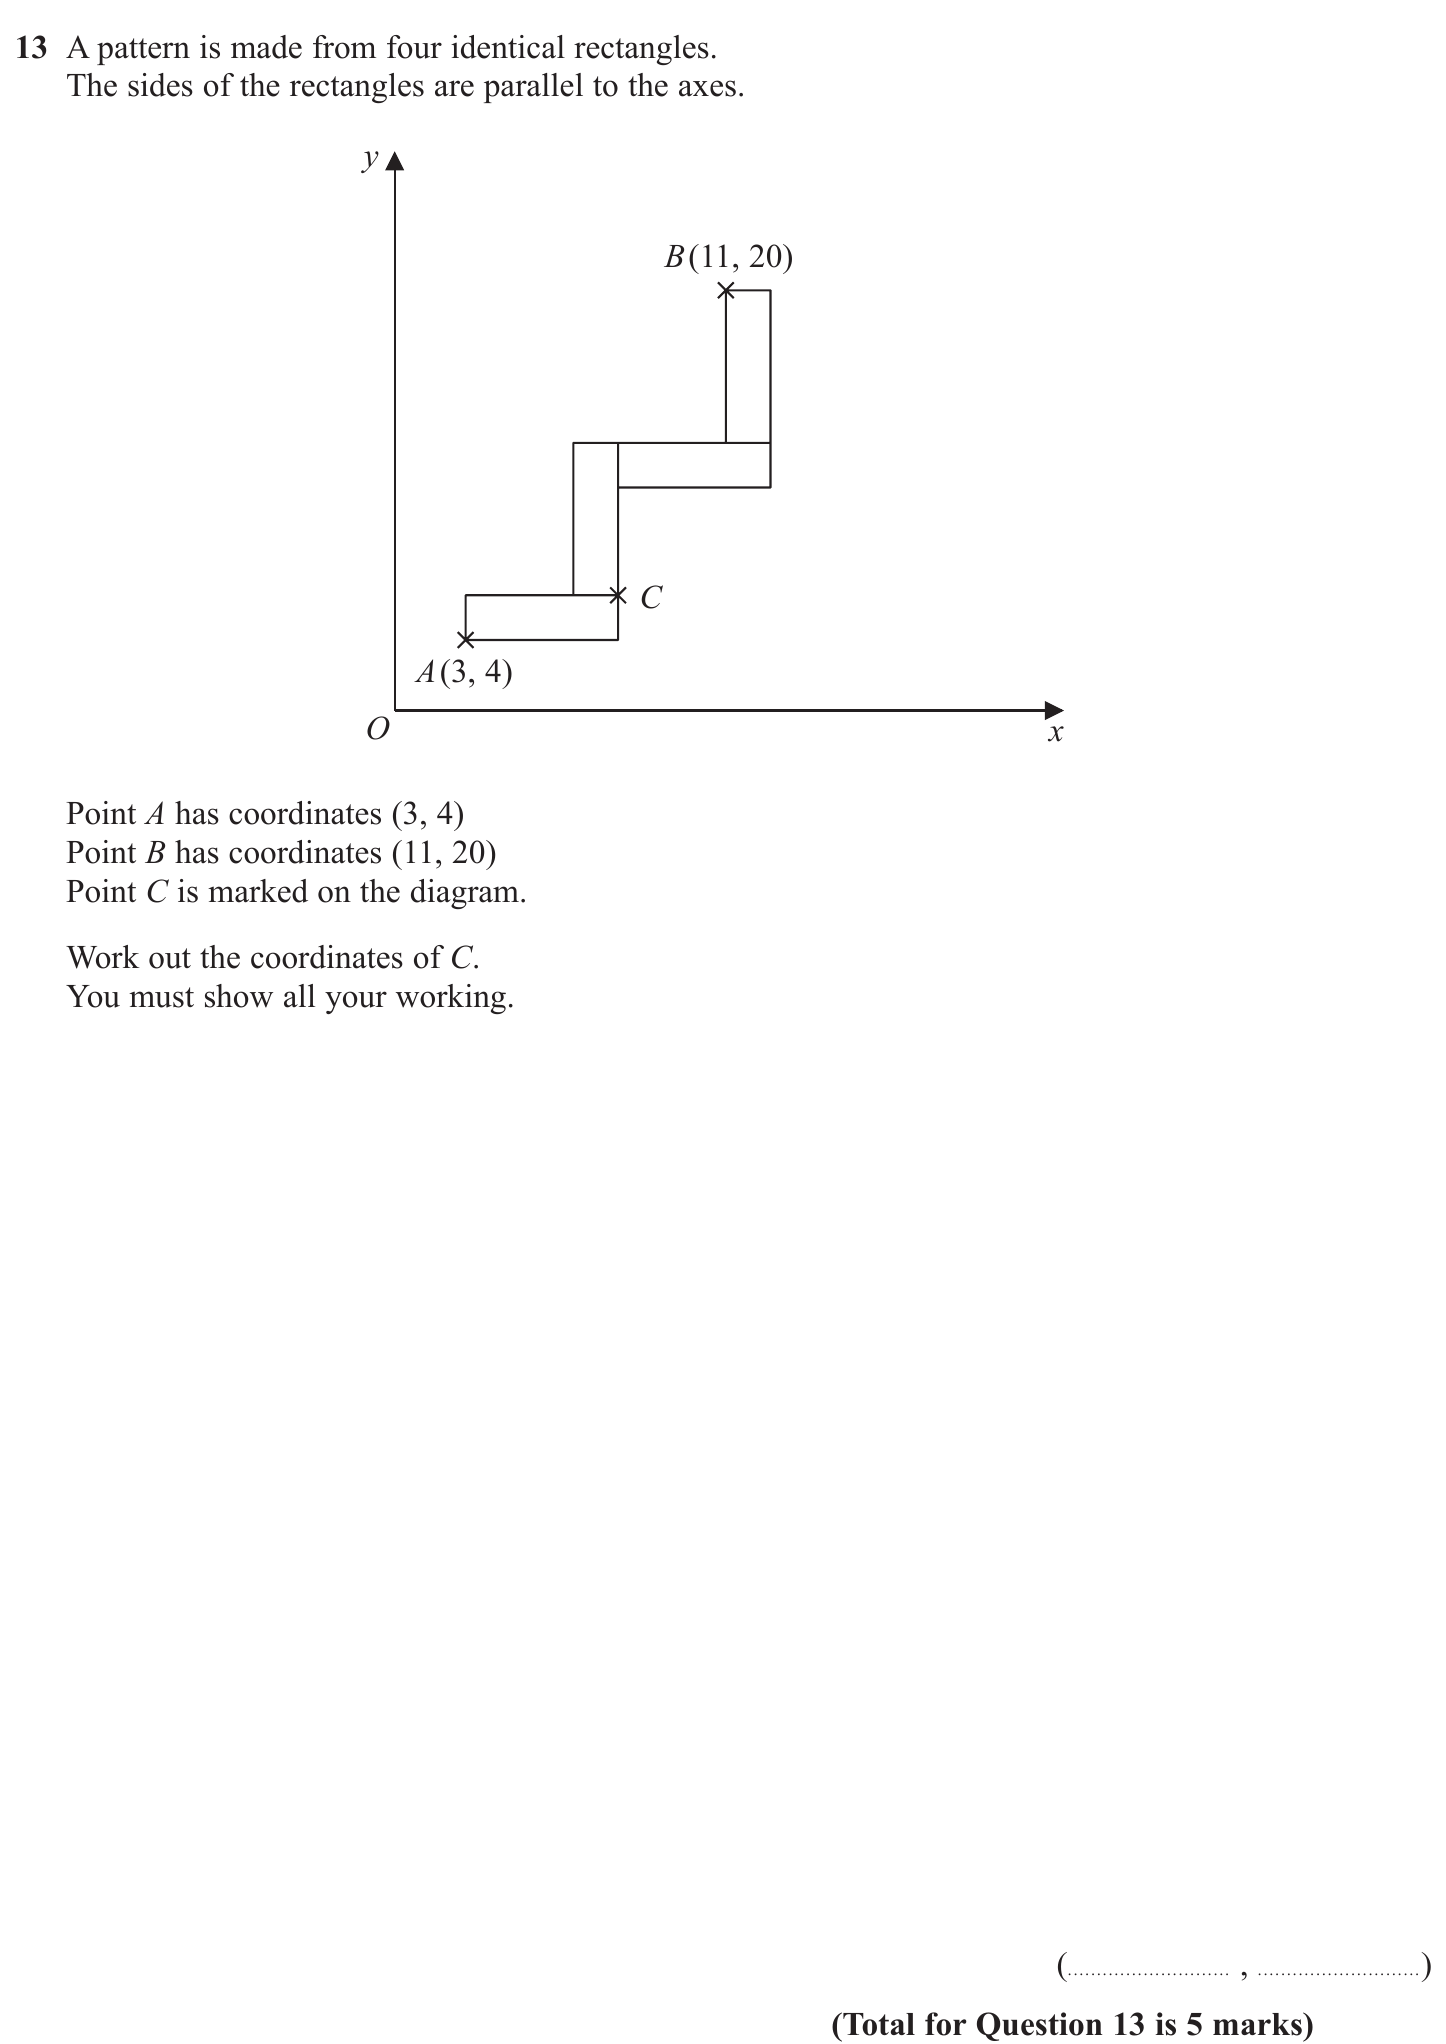 13 A pattern is made from four identical rectangles.
The sides of the rectangles are parallel to the axes.
y
B(11, 20)
C
A(3, 4)
O
x
Point A has coordinates (3, 4)
Point B has coordinates (11, 20)
Point C is marked on the diagram.
Work out the coordinates of C.
You must show all your working.
(............................ , ............................)
(Total for Question 13 is 5 marks)